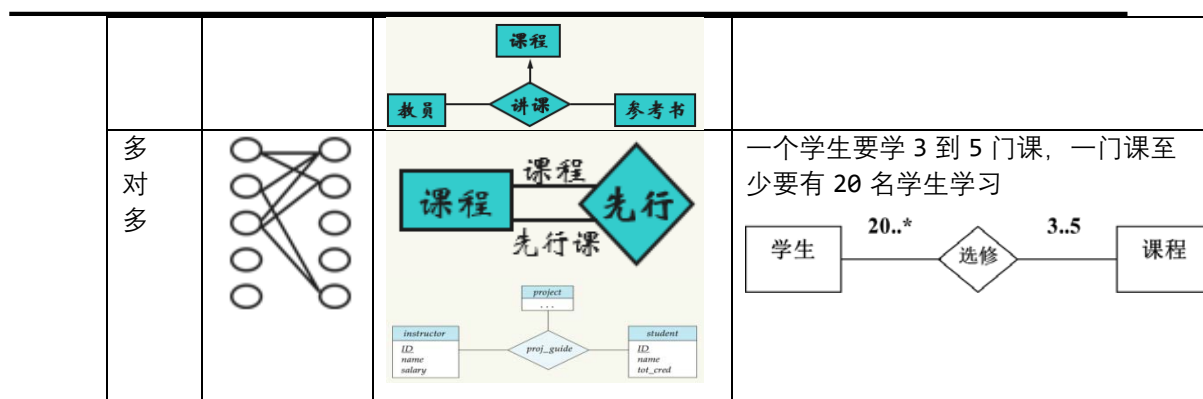 课程
教员
讲课
参考书
多
对
多
课程
课程
先行
先行课
project
...
instructor
ID
name
salary
proj_guide
student
ID
name
tot_cred
一个学生要学 3 到 5 门课，一门课至
少要有 20 名学生学习
20..*
3..5
学生
选修
课程